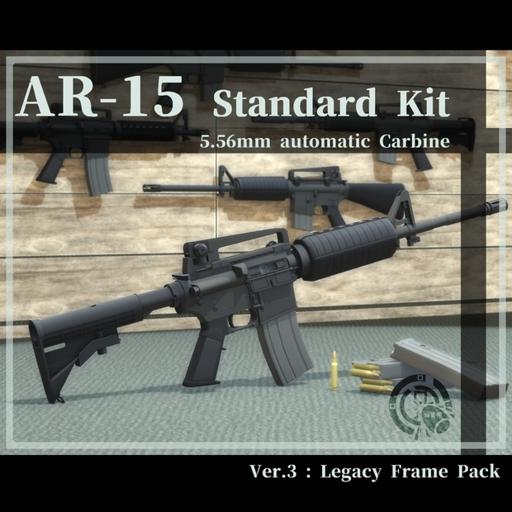 AR-15 Standard Kit
5.56mm automatic Carbine
Ver.3 : Legacy Frame Pack